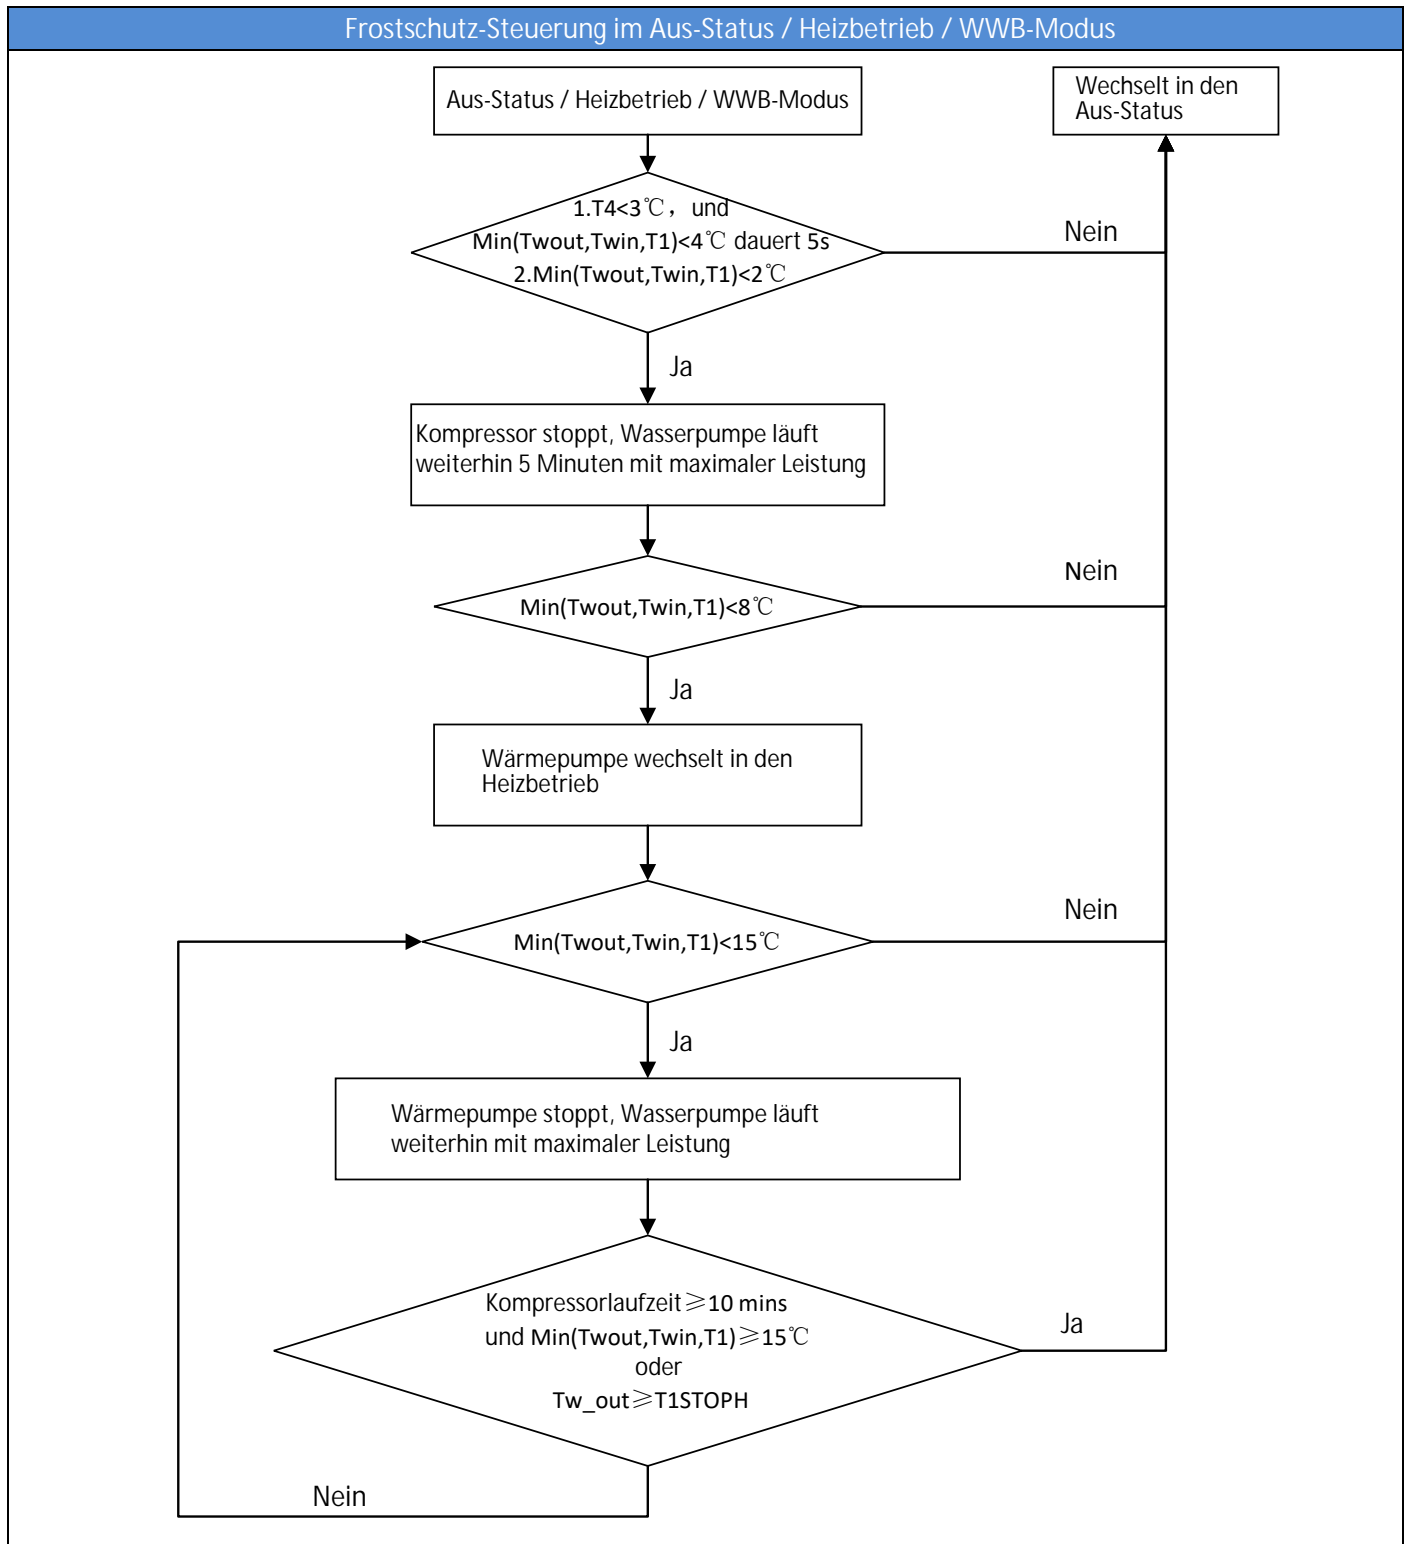 Frostschutz-Steuerung im Aus-Status / Heizbetrieb / WWB-Modus
Aus-Status / Heizbetrieb / WWB-Modus
Wechselt in den
Aus-Status
1.T4<3℃，und
Min(Twout,Twin,T1)<4℃ dauert 5s
2.Min(Twout,Twin,T1)<2℃
Nein
Ja
Kompressor stoppt, Wasserpumpe läuft
weiterhin 5 Minuten mit maximaler Leistung
Min(Twout,Twin,T1)<8℃
Nein
Ja
Wärmepumpe wechselt in den
Heizbetrieb
Min(Twout,Twin,T1)<15℃
Nein
Ja
Wärmepumpe stoppt, Wasserpumpe läuft
weiterhin mit maximaler Leistung
Kompressorlaufzeit≥10 mins
und Min(Twout,Twin,T1)≥15℃
oder
Tw_out≥T1STOPH
Ja
Nein